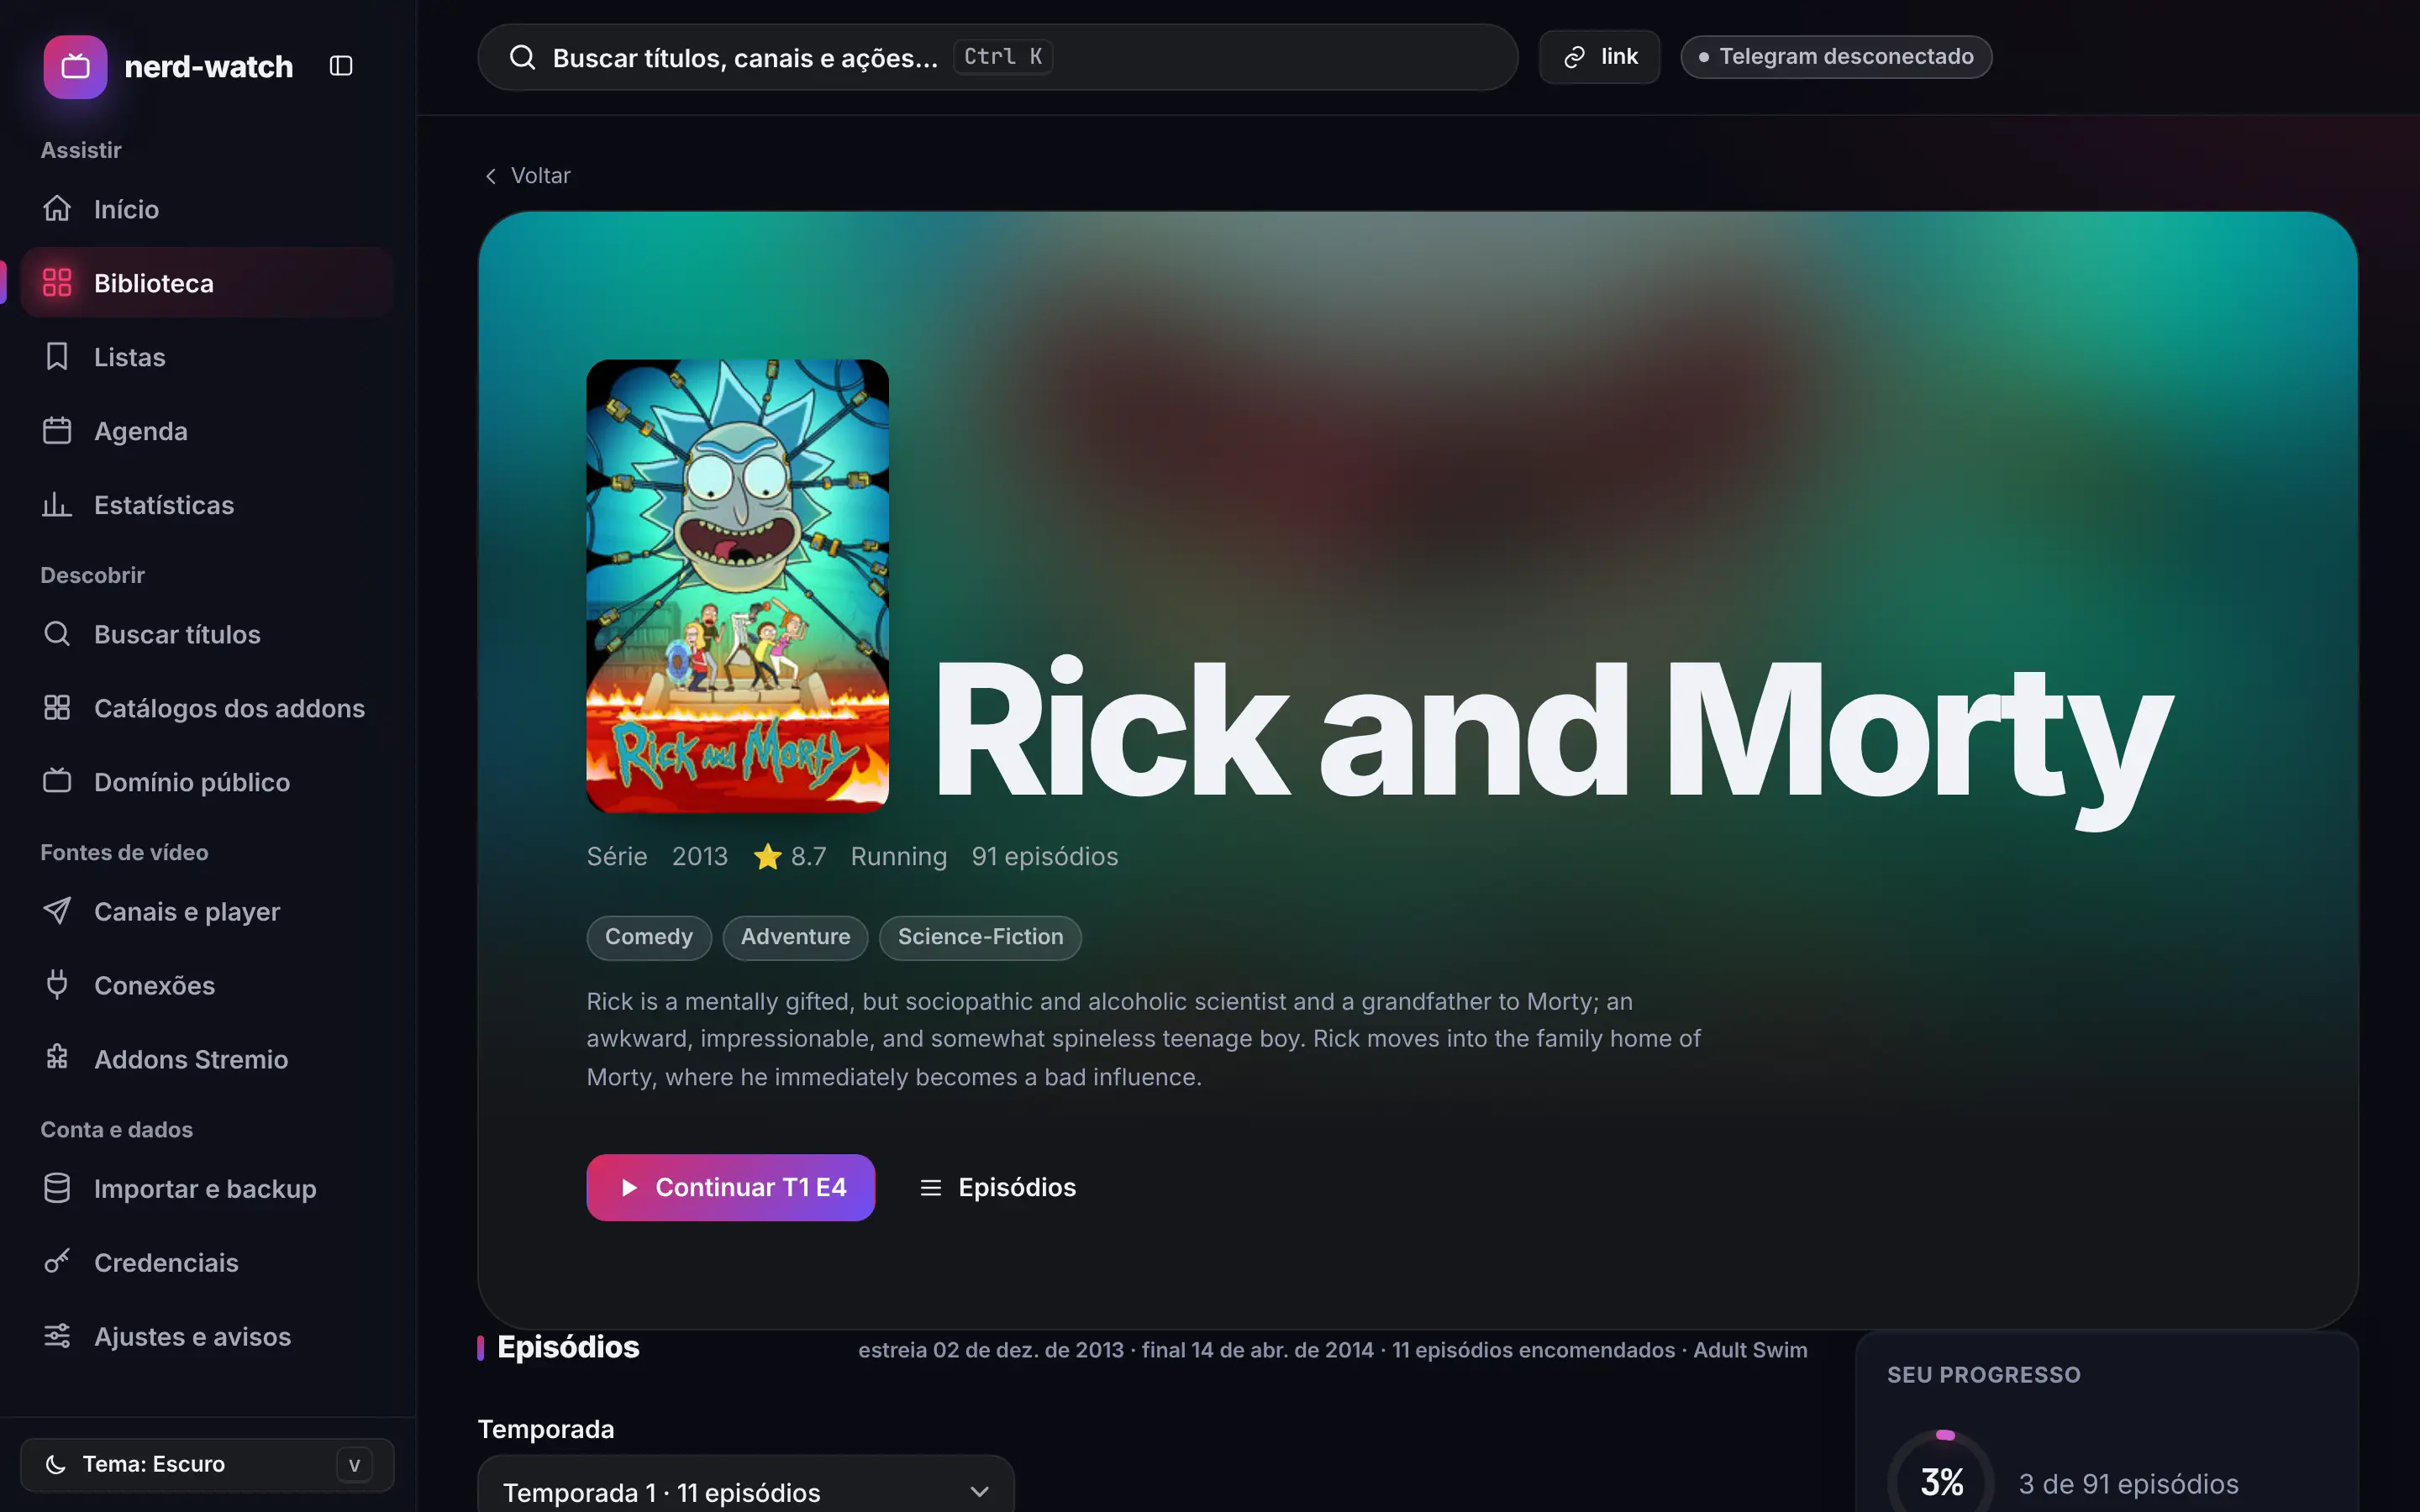 nerd-watch
Assistir
Início
Biblioteca
Listas
Agenda
Estatísticas
Descobrir
Buscar títulos
Catálogos dos addons
Domínio público
Fontes de vídeo
Canais e player
Conexões
Addons Stremio
Conta e dados
Importar e backup
Credenciais
Ajustes e avisos
Tema: Escuro V
Buscar títulos, canais e ações... Ctrl K
link
Telegram desconectado
Voltar
Rick and Morty
Rick and Morty
Série 2013 ⭐ 8.7 Running 91 episódios
Comedy Adventure Science-Fiction
Rick is a mentally gifted, but sociopathic and alcoholic scientist and a grandfather to Morty; an
awkward, impressionable, and somewhat spineless teenage boy. Rick moves into the family home of
Morty, where he immediately becomes a bad influence.
Continuar T1 E4
Episódios
Episódios
estreia 02 de dez. de 2013 · final 14 de abr. de 2014 · 11 episódios encomendados · Adult Swim
Temporada
Temporada 1 · 11 episódios
SEU PROGRESSO
3%
3 de 91 episódios